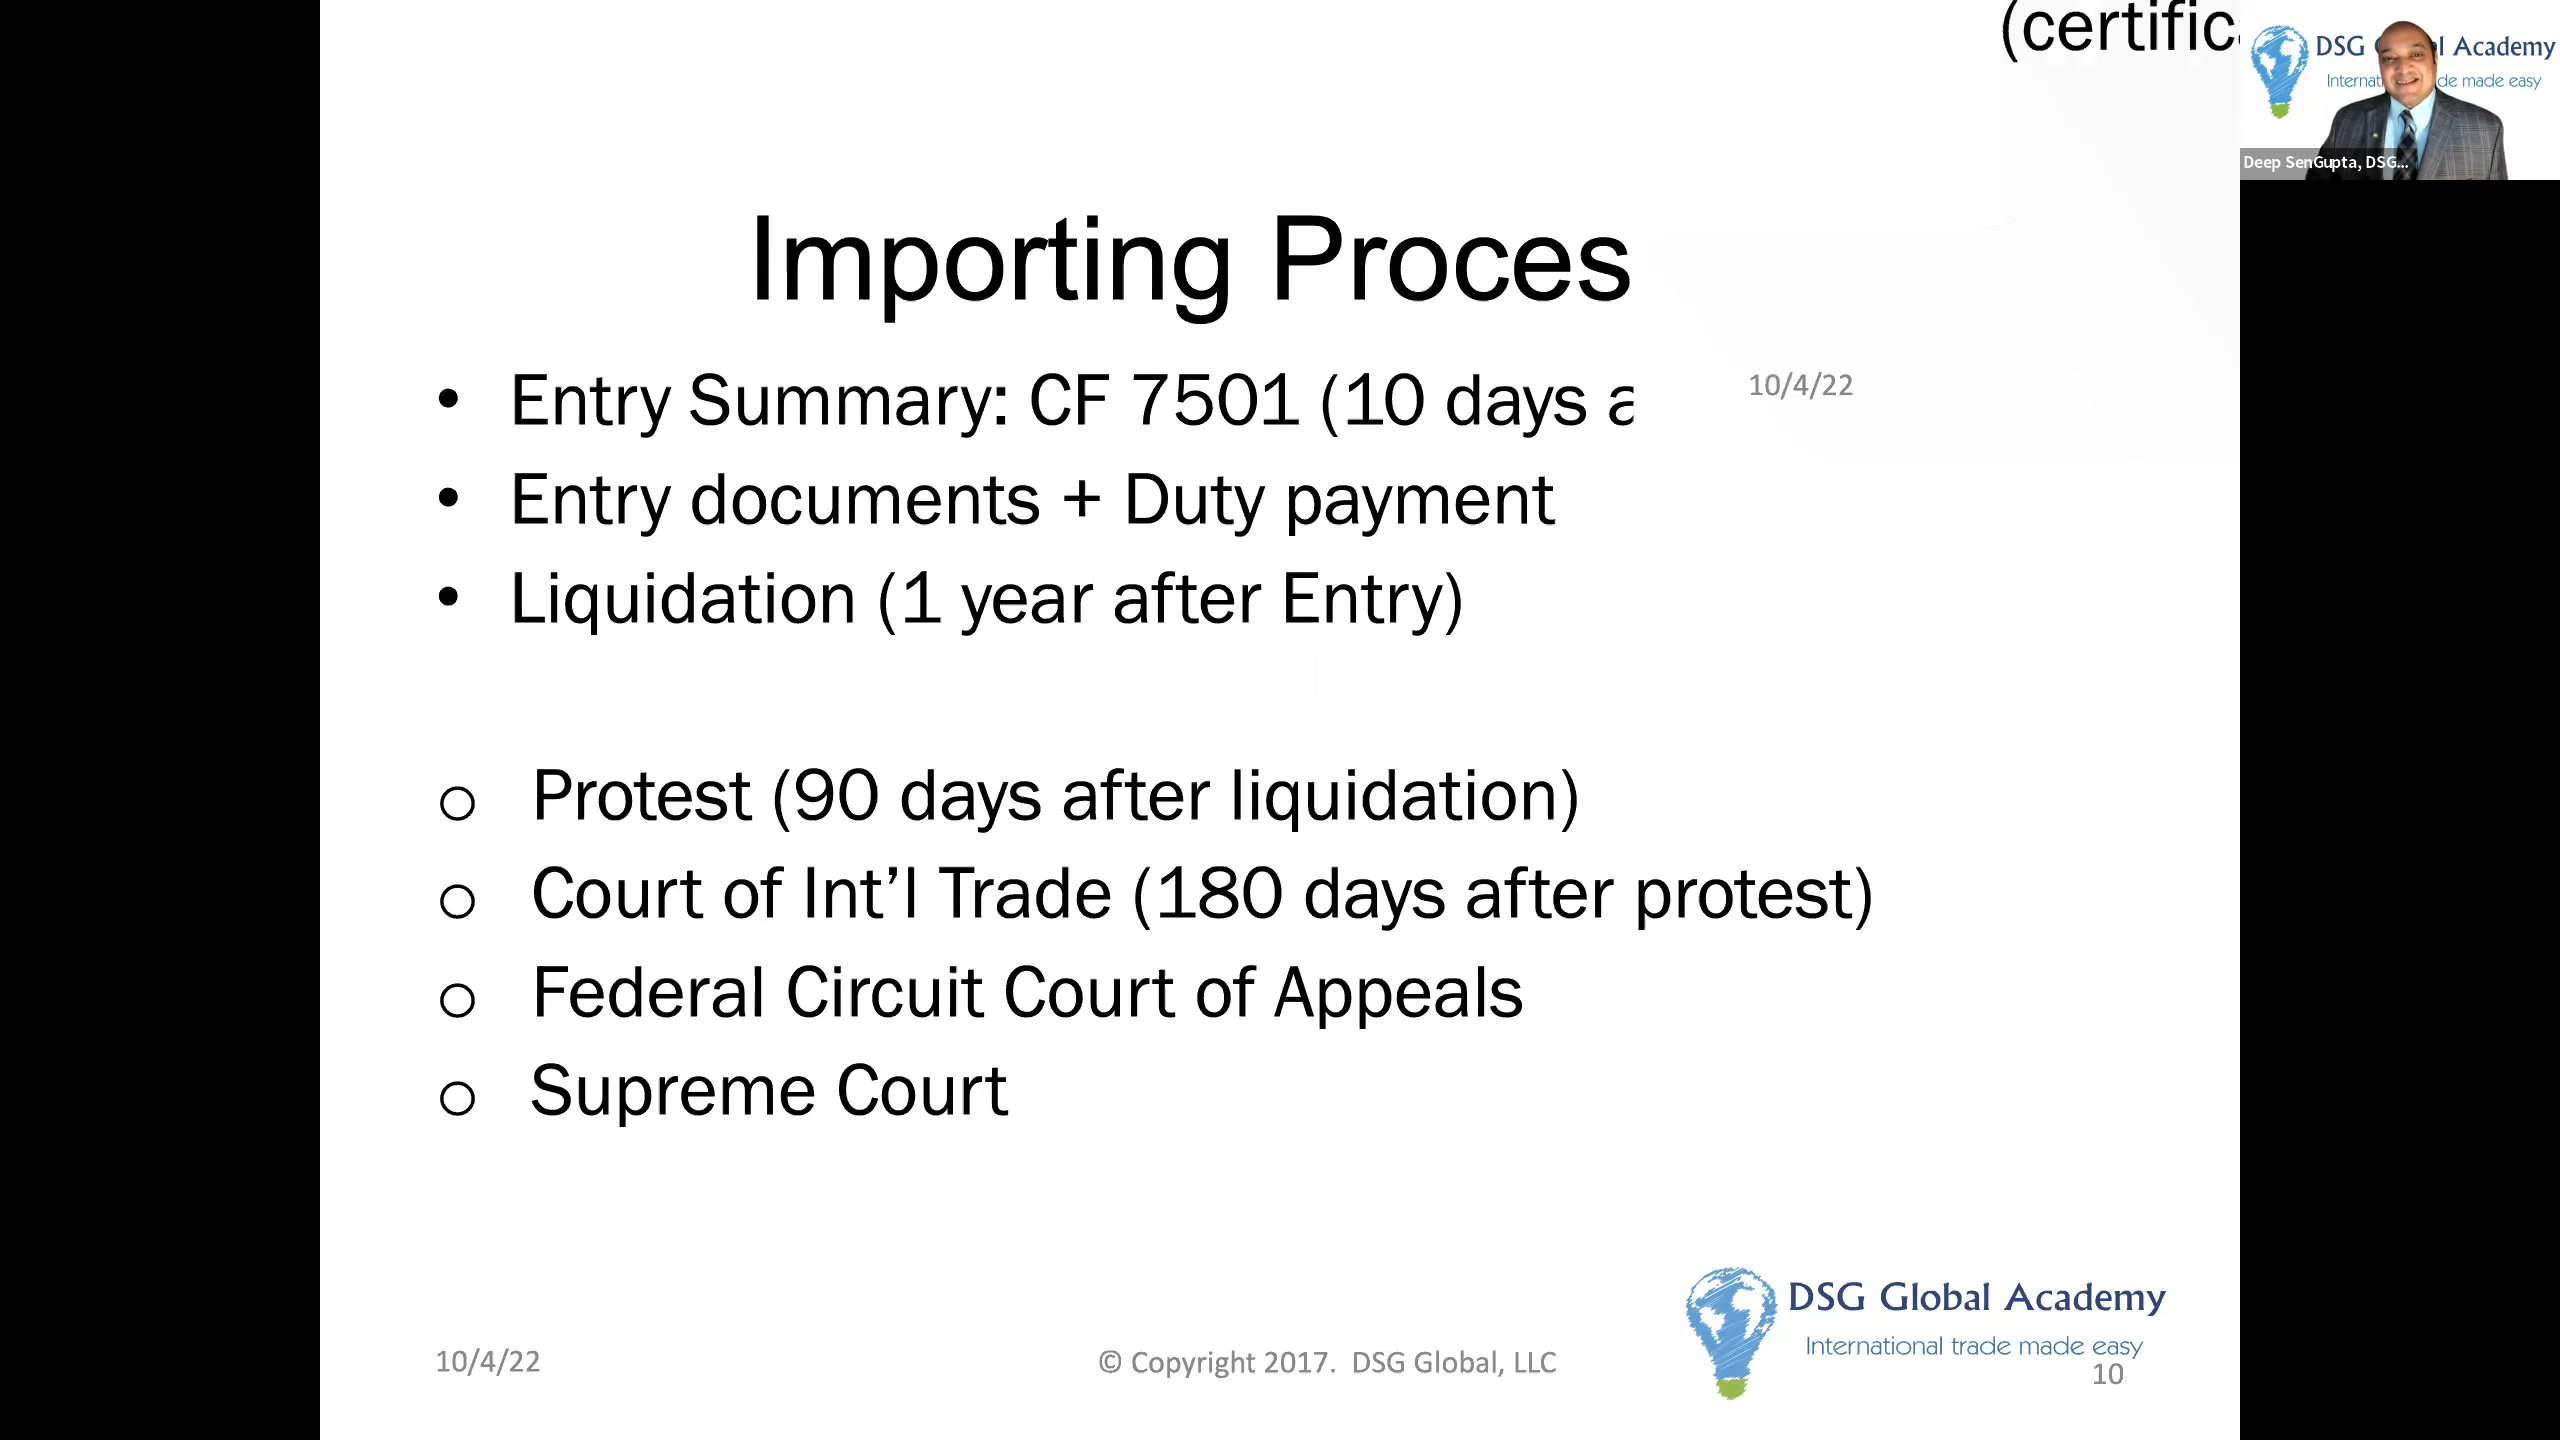 (certific
DSG l Academy
Internat de made easy
Deep SenGupta, DSG...
Importing Proces
• Entry Summary: CF 7501 (10 days a
10/4/22
• Entry documents + Duty payment
• Liquidation (1 year after Entry)
o Protest (90 days after liquidation)
o Court of Int’l Trade (180 days after protest)
o Federal Circuit Court of Appeals
o Supreme Court
DSG Global Academy
International trade made easy
10/4/22
© Copyright 2017. DSG Global, LLC
10